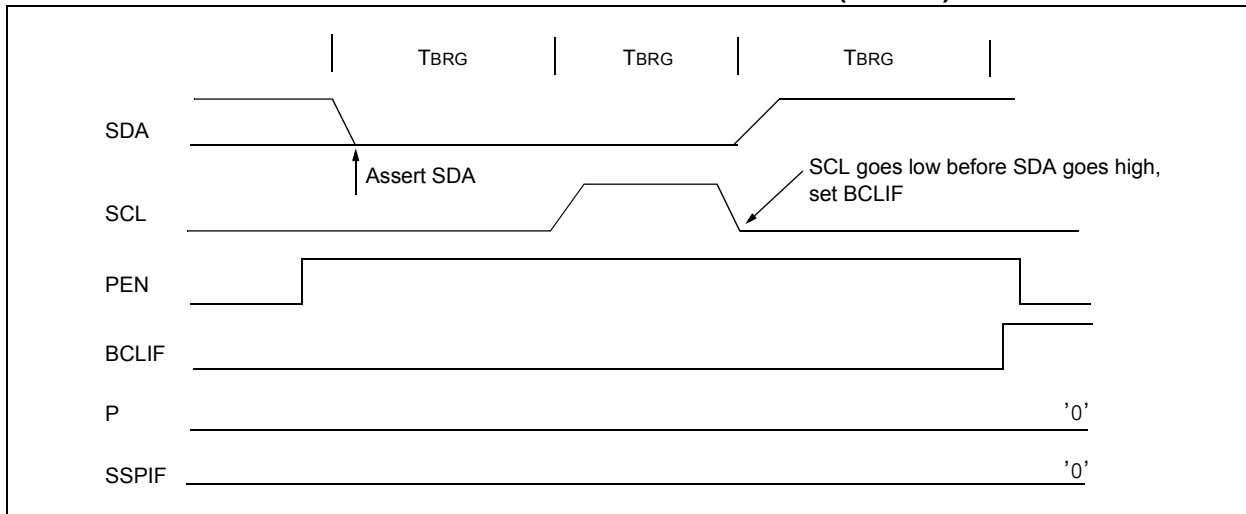 TBRG TBRG TBRG
SDA
Assert SDA
SCL goes low before SDA goes high,
set BCLIF
SCL
PEN
BCLIF
P '0'
SSPIF '0'